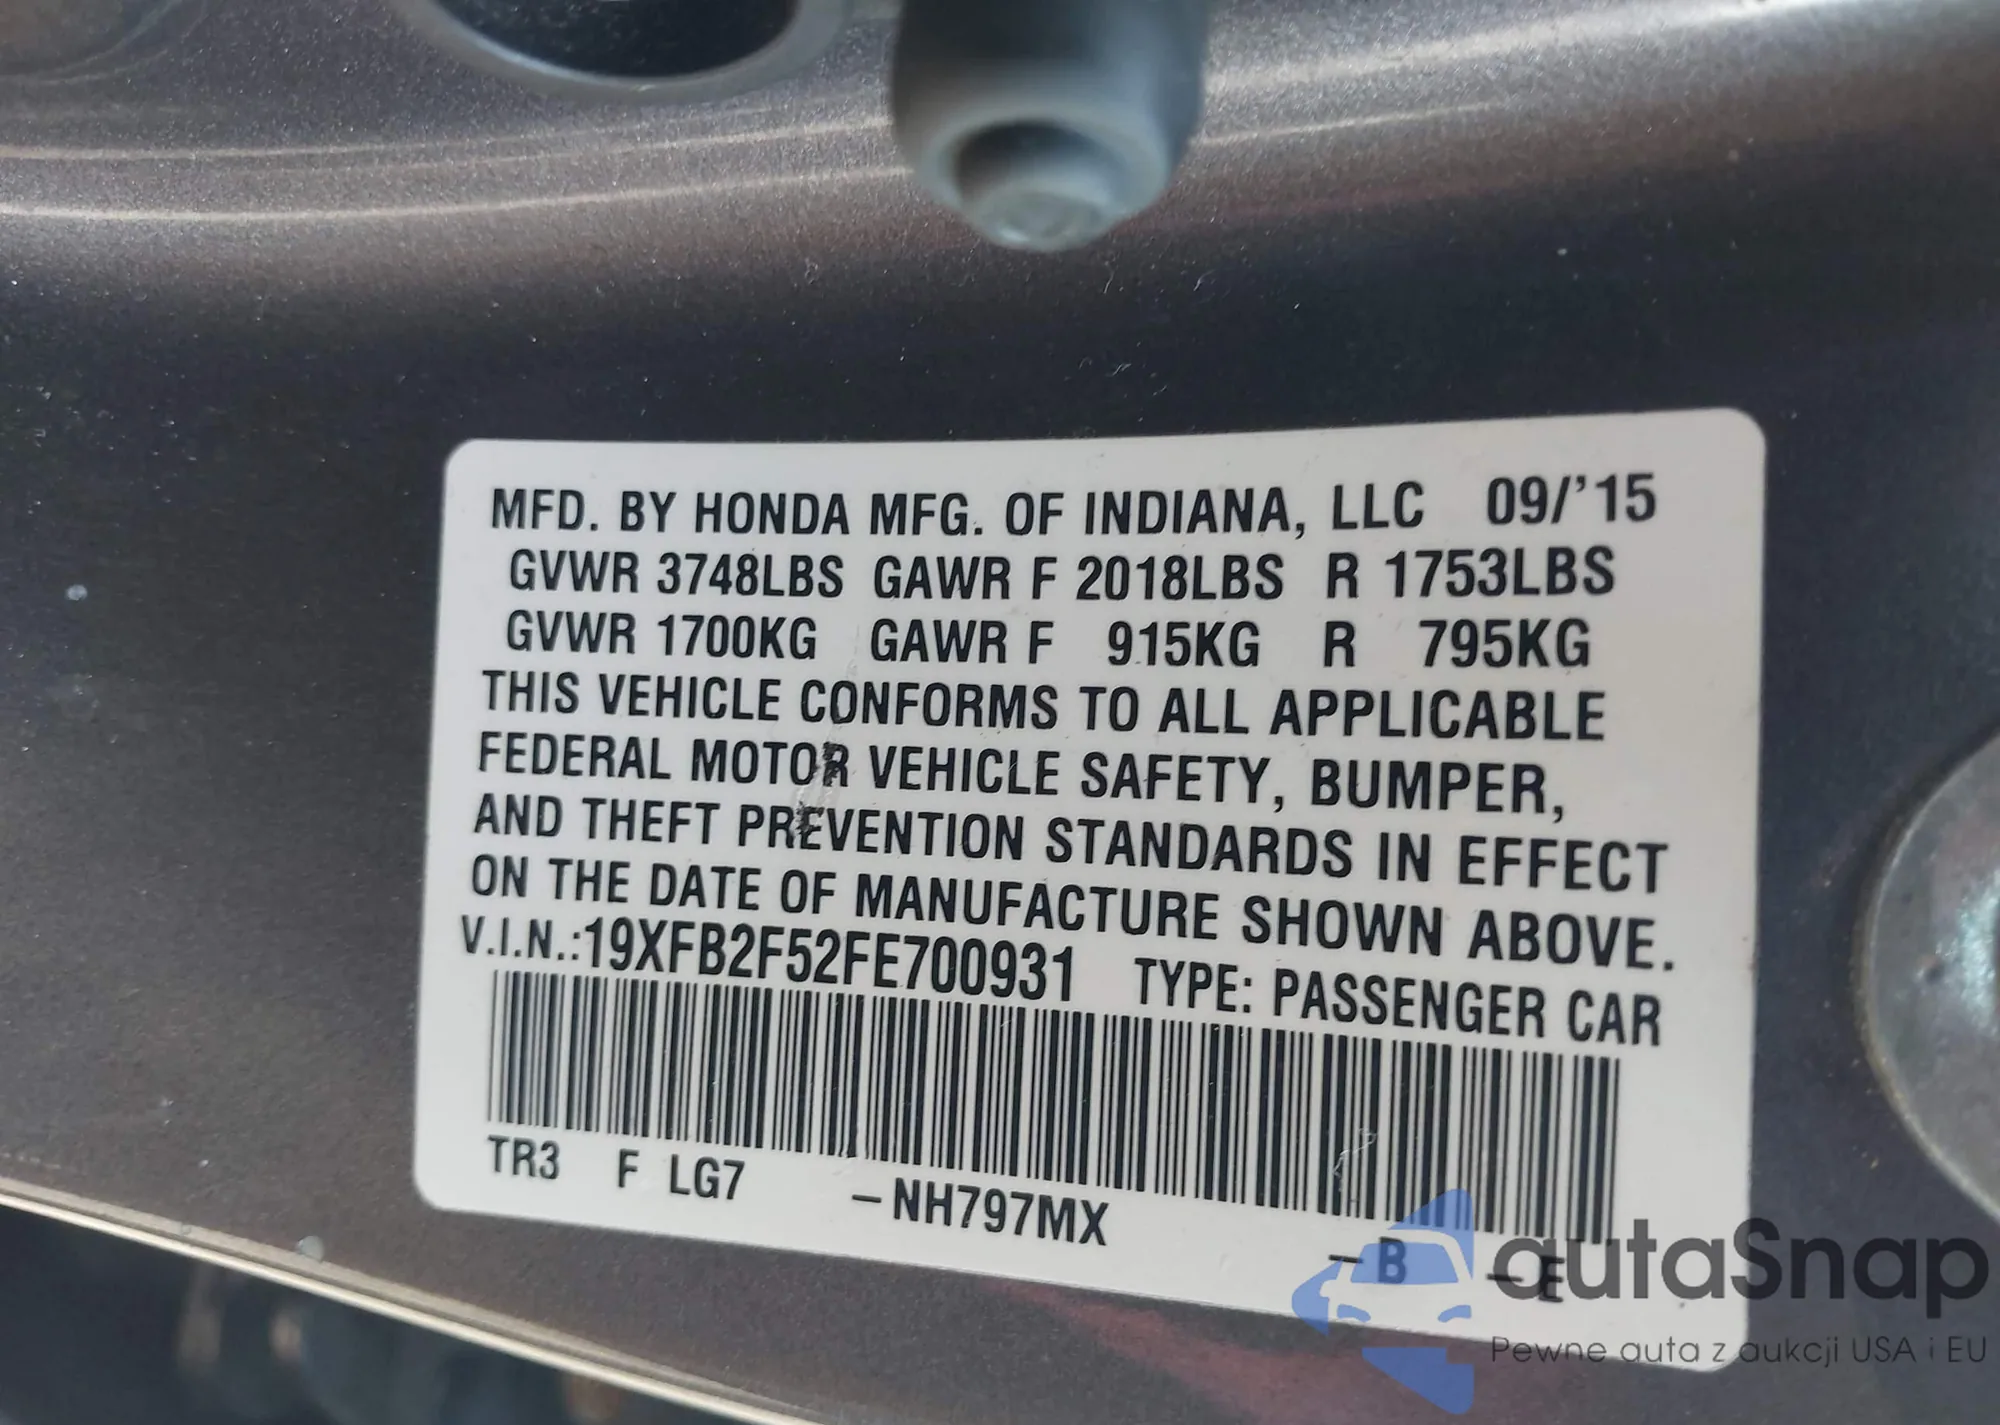 MFD. BY HONDA MFG. OF INDIANA, LLC 09/'15
GVWR 3748LBS GAWR F 2018LBS R 1753LBS
GVWR 1700KG GAWR F 915KG R 795KG
THIS VEHICLE CONFORMS TO ALL APPLICABLE
FEDERAL MOTOR VEHICLE SAFETY, BUMPER,
AND THEFT PREVENTION STANDARDS IN EFFECT
ON THE DATE OF MANUFACTURE SHOWN ABOVE.
V.I.N.:19XFB2F52FE700931 TYPE: PASSENGER CAR
TR3 F LG7 –NH797MX –B –E
autaSnap
Pewne auta z aukcji USA i EU